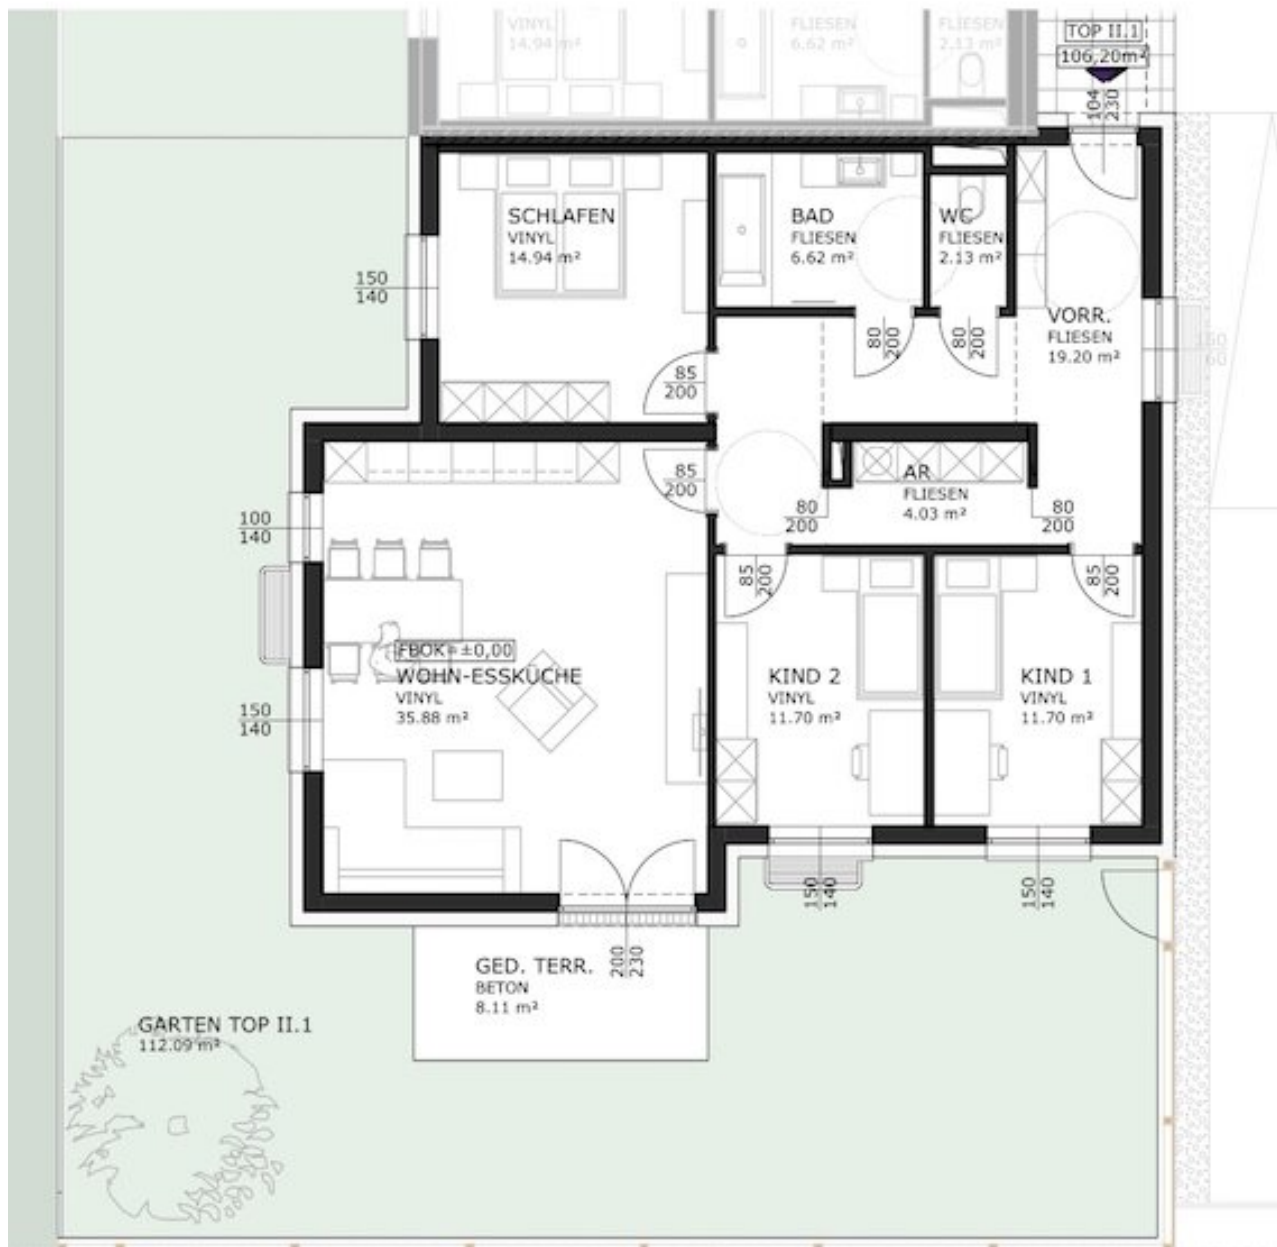 VINYL
14.94 m²
FLIESEN
6.62 m²
FLIESEN
2.13 m²
TOP II.1
106,20m²
104
230
SCHLAFEN
VINYL
14.94 m²
BAD
FLIESEN
6.62 m²
WC
FLIESEN
2.13 m²
VORR.
FLIESEN
19.20 m²
150
140
80
200
80
200
60
85
200
85
200
AR
FLIESEN
4.03 m²
80
200
80
200
100
140
85
200
85
200
FBOK=±0,00
WOHN-ESSKÜCHE
VINYL
35.88 m²
KIND 2
VINYL
11.70 m²
KIND 1
VINYL
11.70 m²
150
140
150
140
150
140
200
230
GED. TERR.
BETON
8.11 m²
GARTEN TOP II.1
112.09 m²